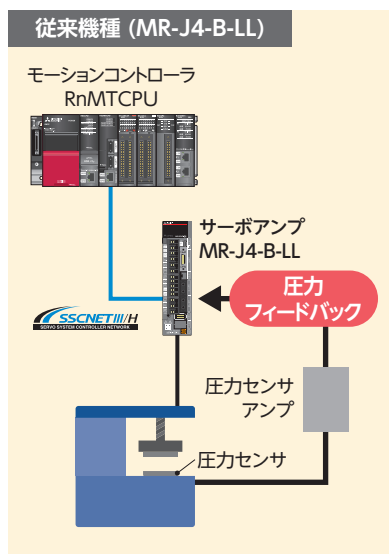 従来機種 (MR-J4-B-LL)
モーションコントローラ
RnMTCPU
サーボアンプ
MR-J4-B-LL
圧力
フィードバック
SSCNETⅢ/H
SERVO SYSTEM CONTROLLER NETWORK
圧力センサ
アンプ
圧力センサ